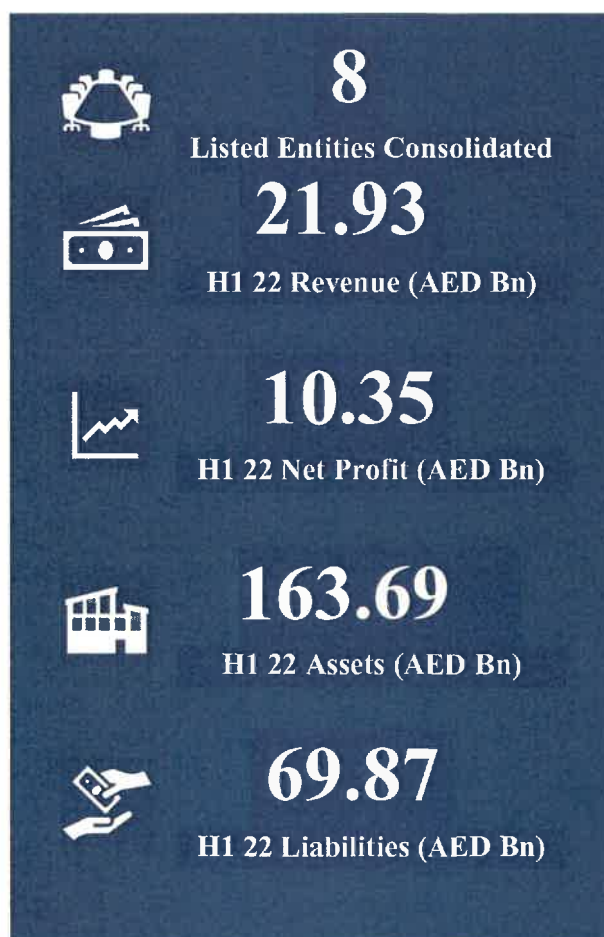 8
Listed Entities Consolidated
21.93
H1 22 Revenue (AED Bn)
10.35
H1 22 Net Profit (AED Bn)
163.69
H1 22 Assets (AED Bn)
69.87
H1 22 Liabilities (AED Bn)